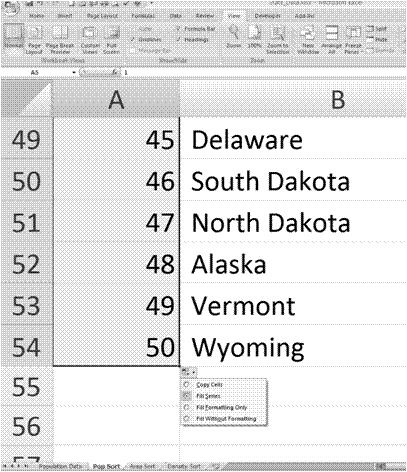 State_Data.xlsx - Microsoft Excel
Home Insert Page Layout Formulas Data Review View Developer Add-Ins
Normal Page Layout Page Break Preview Custom Views Full Screen Ruler Formula Bar Gridlines Headings Message Bar Zoom 100% Zoom to Selection New Window Arrange All Freeze Panes Split Hide
Workbook Views Show/Hide Zoom
A5 fx 1
A B
49 45 Delaware
50 46 South Dakota
51 47 North Dakota
52 48 Alaska
53 49 Vermont
54 50 Wyoming
55
Copy Cells
Fill Series
56
Fill Formatting Only
Fill Without Formatting
57
Population Data Pop Sort Area Sort Density Sort